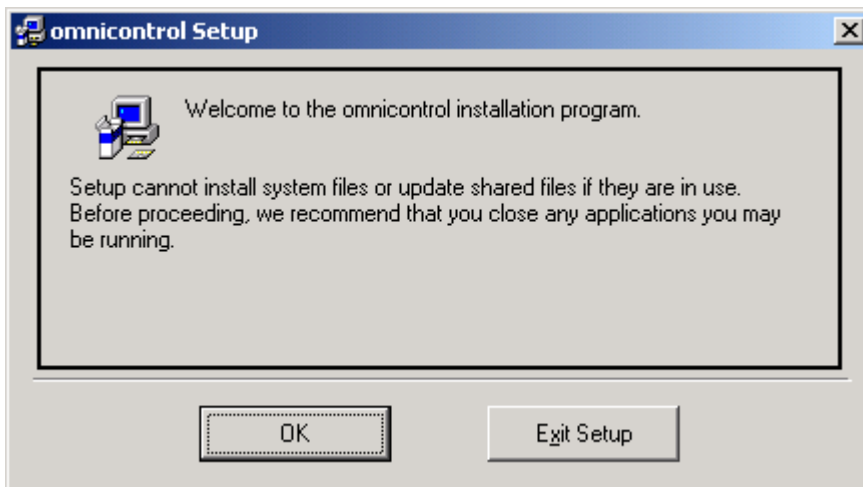 omnicontrol Setup
Welcome to the omnicontrol installation program.
Setup cannot install system files or update shared files if they are in use.
Before proceeding, we recommend that you close any applications you may
be running.
OK
Exit Setup